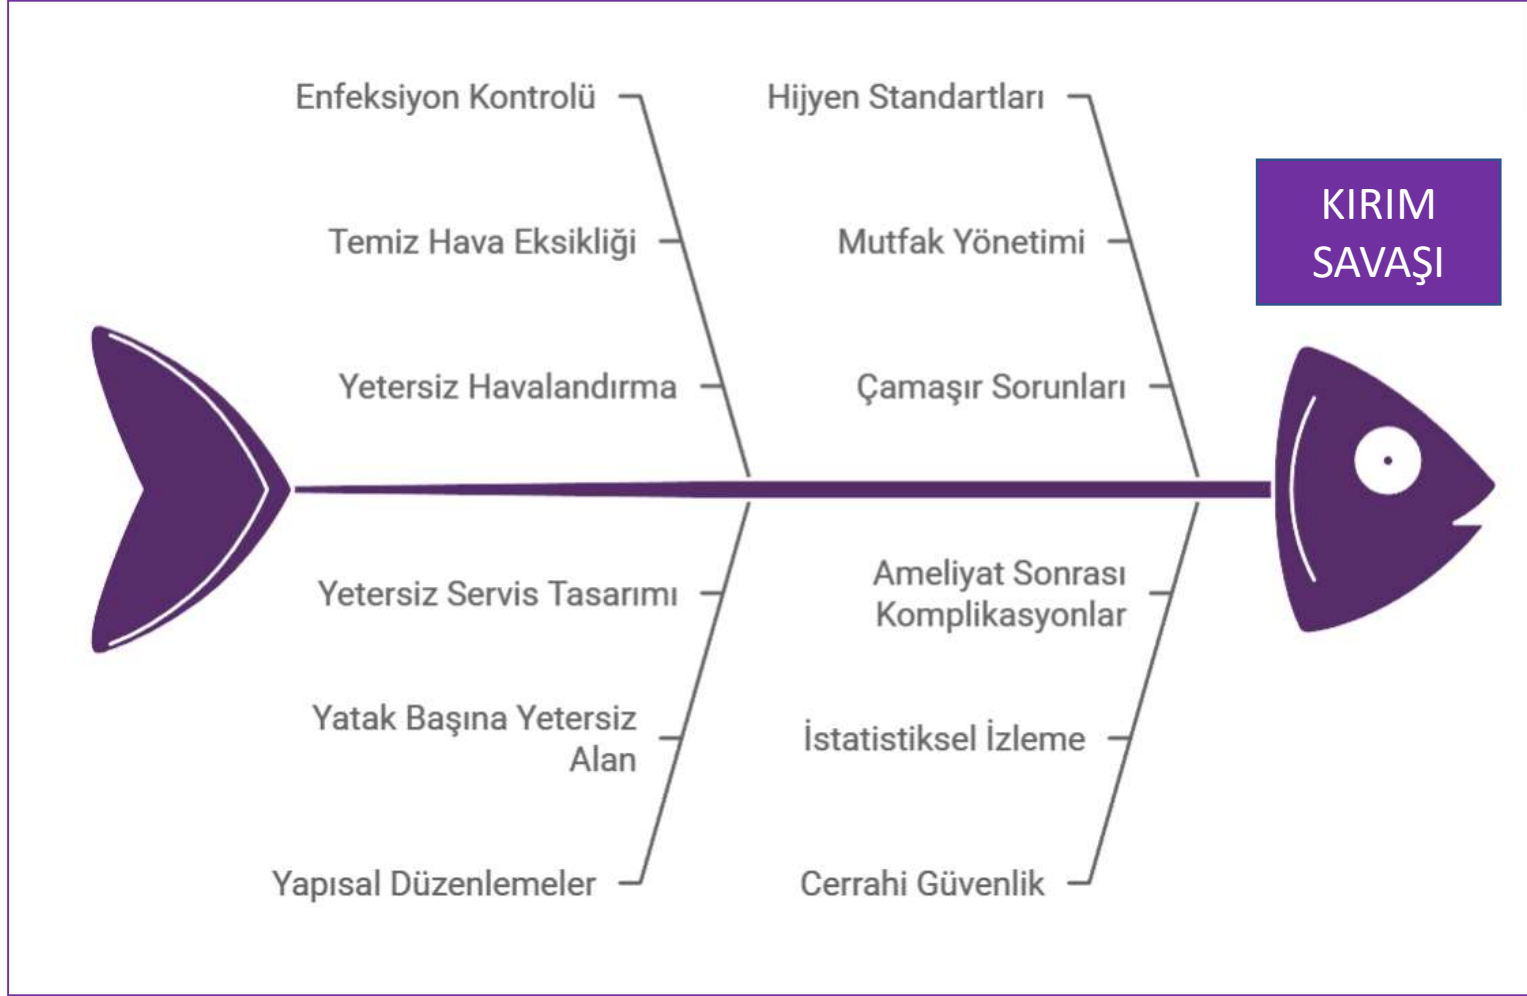 Enfeksiyon Kontrolü
Temiz Hava Eksikliği
Yetersiz Havalandırma
Hijyen Standartları
Mutfak Yönetimi
Çamaşır Sorunları
KIRIM
SAVAŞI
Yetersiz Servis Tasarımı
Yatak Başına Yetersiz
Alan
Yapısal Düzenlemeler
Ameliyat Sonrası
Komplikasyonlar
İstatistiksel İzleme
Cerrahi Güvenlik